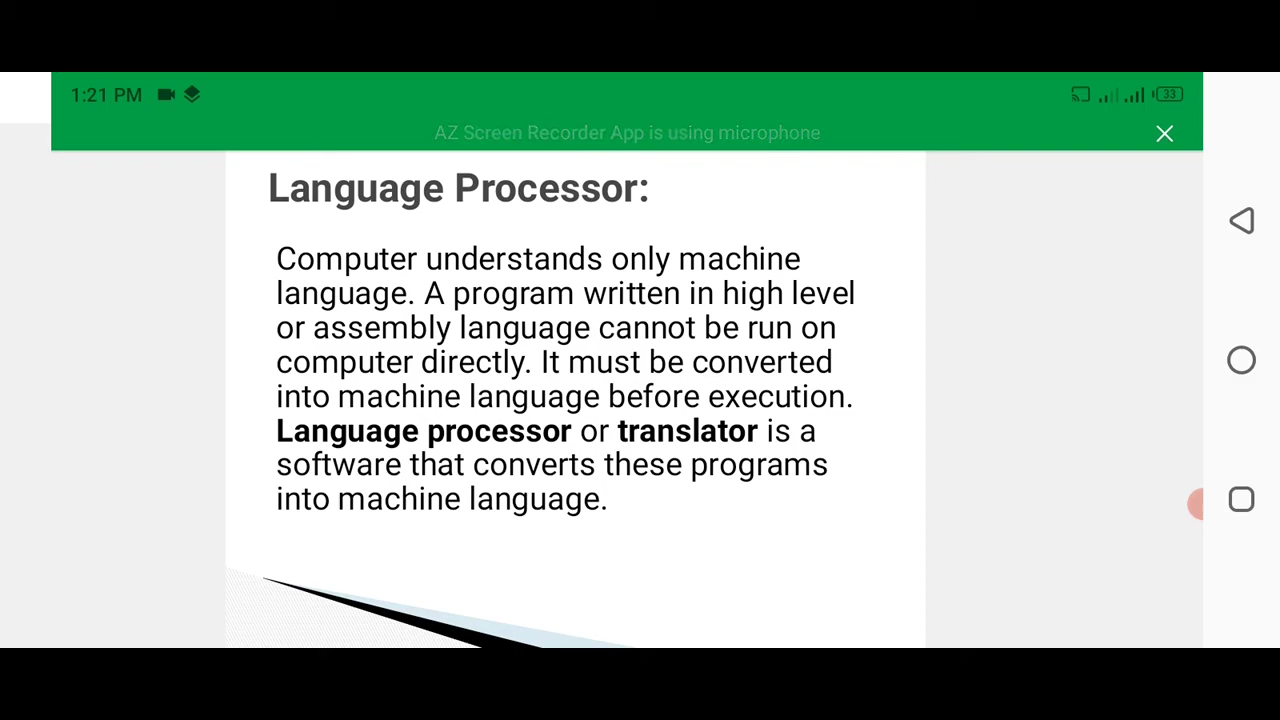 1:21 PM
33
AZ Screen Recorder App is using microphone
Language Processor:
Computer understands only machine
language. A program written in high level
or assembly language cannot be run on
computer directly. It must be converted
into machine language before execution.
Language processor or translator is a
software that converts these programs
into machine language.